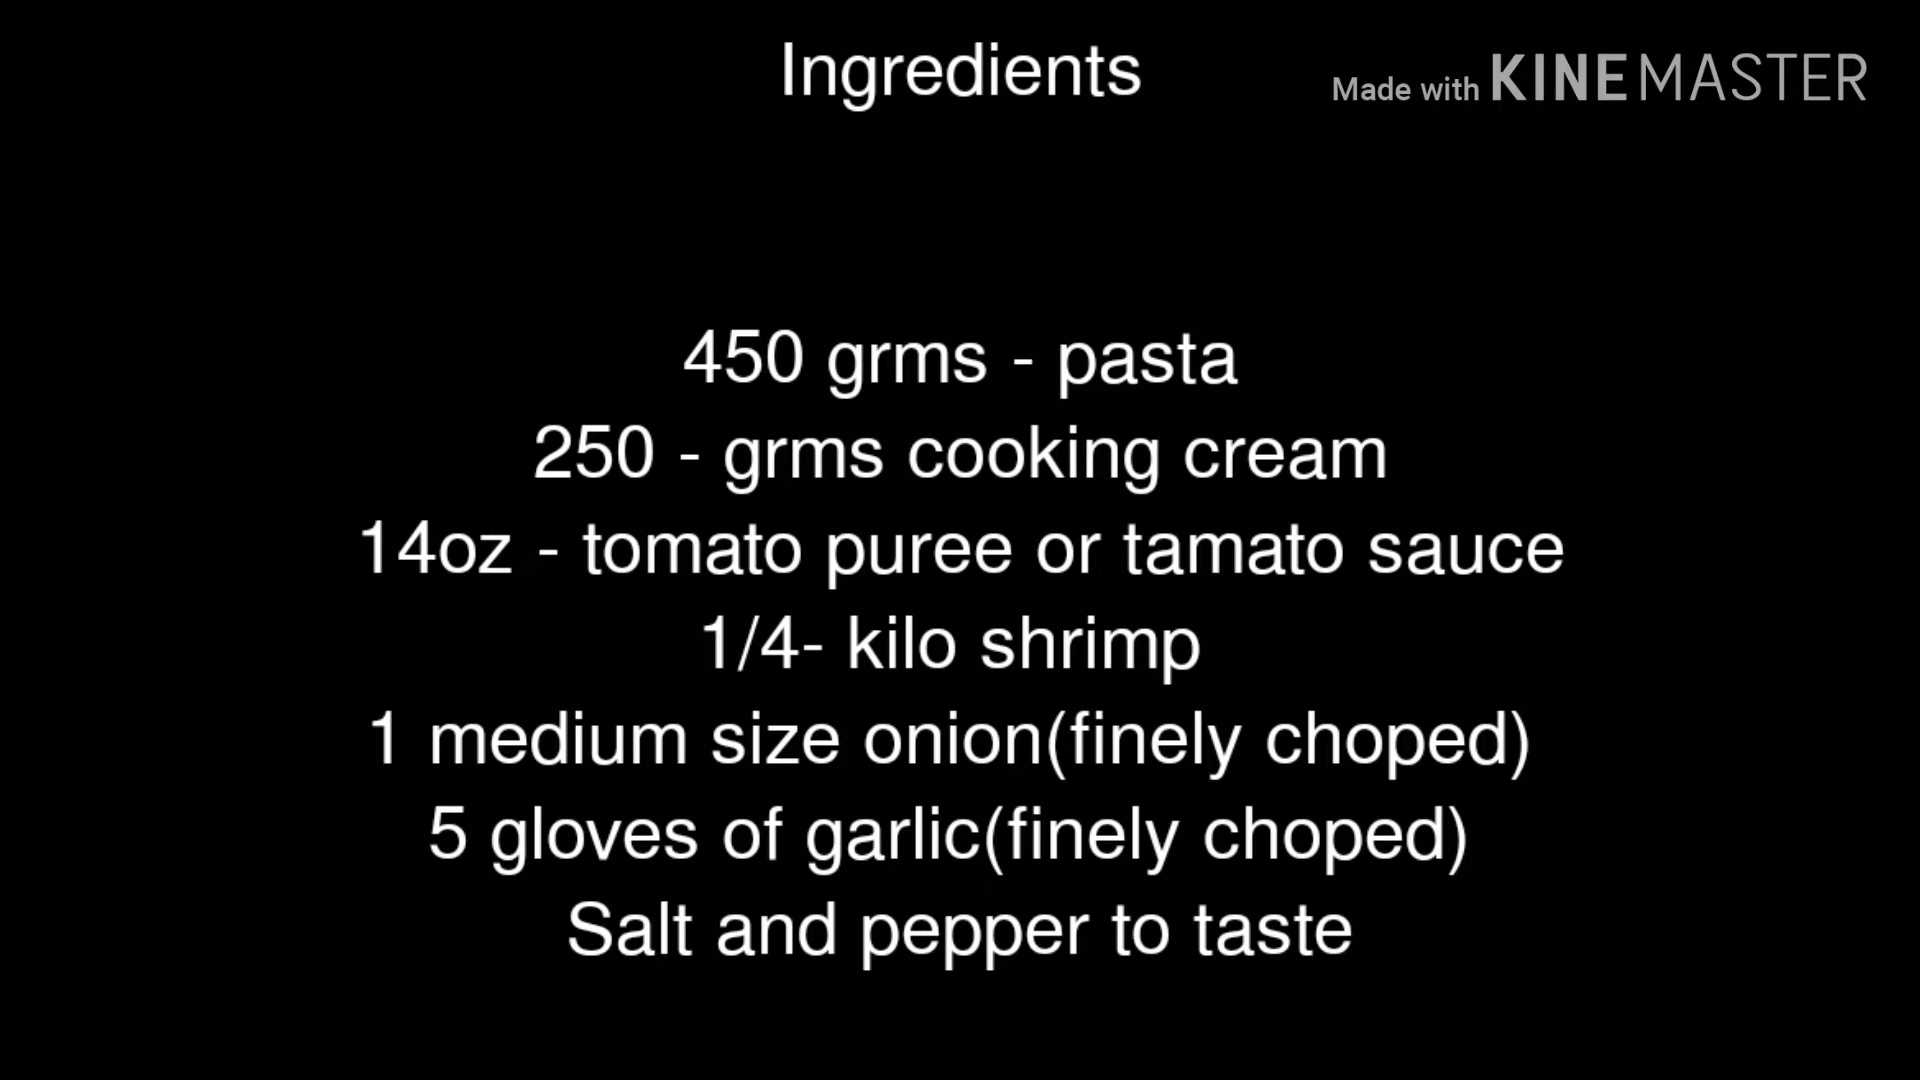 Ingredients
Made with KINEMASTER
450 grms - pasta
250 - grms cooking cream
14oz - tomato puree or tamato sauce
1/4- kilo shrimp
1 medium size onion(finely choped)
5 gloves of garlic(finely choped)
Salt and pepper to taste